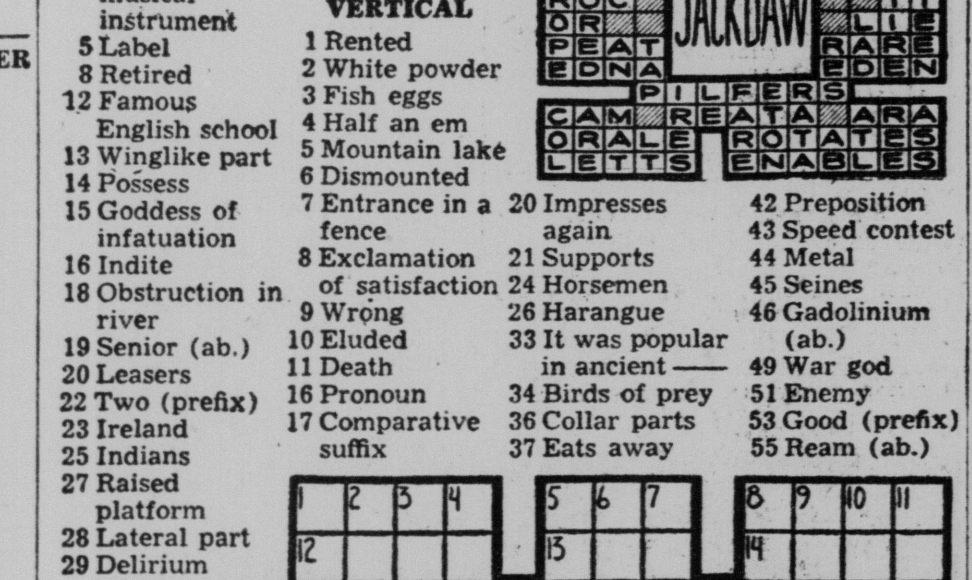 musical
instrument
5 Label
8 Retired
12 Famous
English school
13 Winglike part
14 Possess
15 Goddess of
infatuation
16 Indite
18 Obstruction in
river
19 Senior (ab.)
20 Leasers
22 Two (prefix)
23 Ireland
25 Indians
27 Raised
platform
28 Lateral part
29 Delirium
ER
VERTICAL
1 Rented
2 White powder
3 Fish eggs
4 Half an em
5 Mountain lake
6 Dismounted
7 Entrance in a
fence
8 Exclamation
of satisfaction
9 Wrong
10 Eluded
11 Death
16 Pronoun
17 Comparative
suffix
ROC
OR LIE
PEAT RARE
EDNA EDEN
JACKDAW
PILFERS
CAM REATA ARA
ORALE ROTATES
LETTS ENABLES
20 Impresses
again
21 Supports
24 Horsemen
26 Harangue
33 It was popular
in ancient ——
34 Birds of prey
36 Collar parts
37 Eats away
42 Preposition
43 Speed contest
44 Metal
45 Seines
46 Gadolinium
(ab.)
49 War god
51 Enemy
53 Good (prefix)
55 Ream (ab.)
1 2 3 4 5 6 7 8 9 10 11
12 13 14